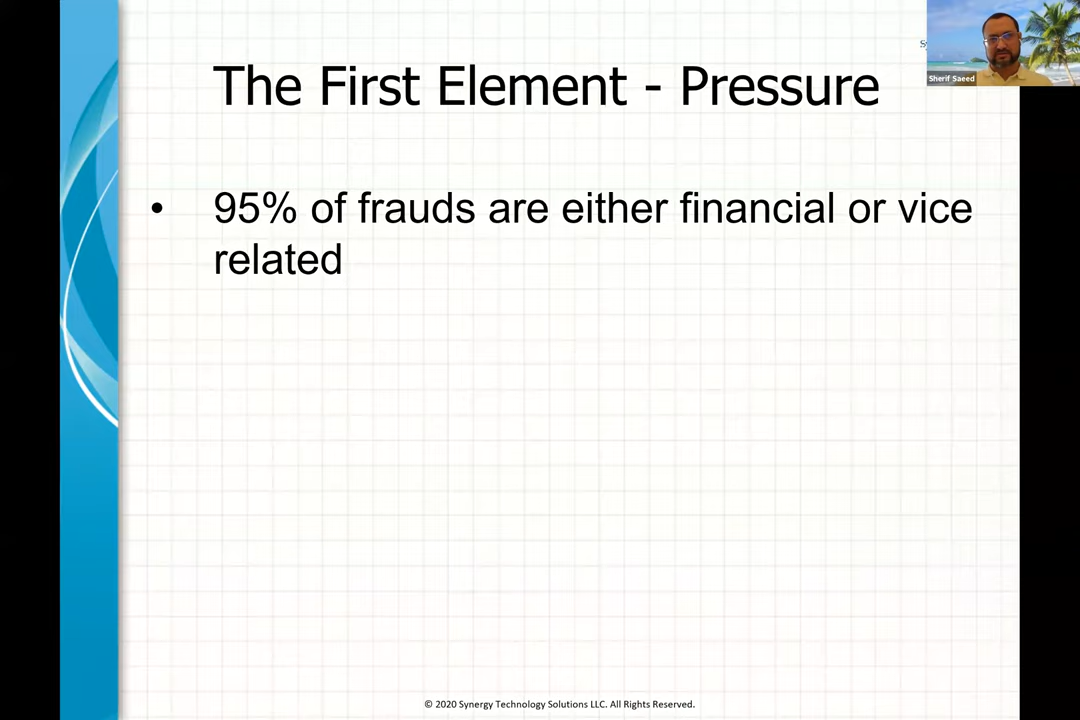 The First Element - Pressure
Sherif Saeed
• 95% of frauds are either financial or vice
related
© 2020 Synergy Technology Solutions LLC. All Rights Reserved.